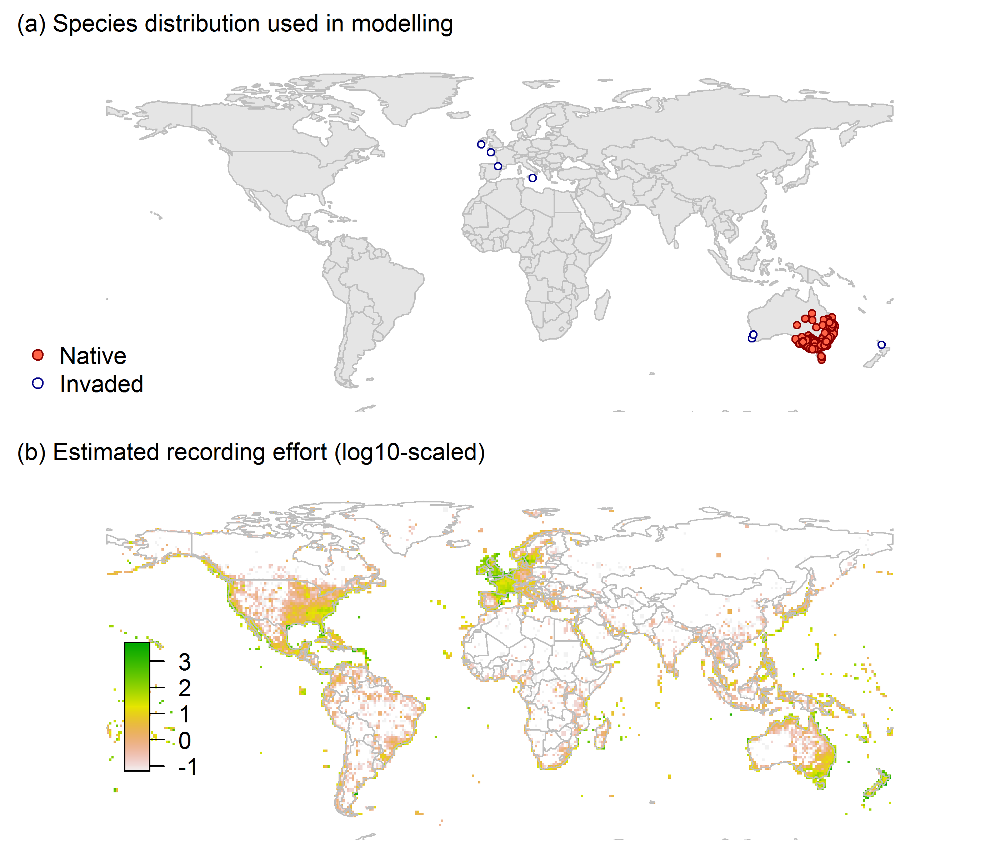 (a) Species distribution used in modelling
Native
Invaded
(b) Estimated recording effort (log10-scaled)
3
2
1
0
-1